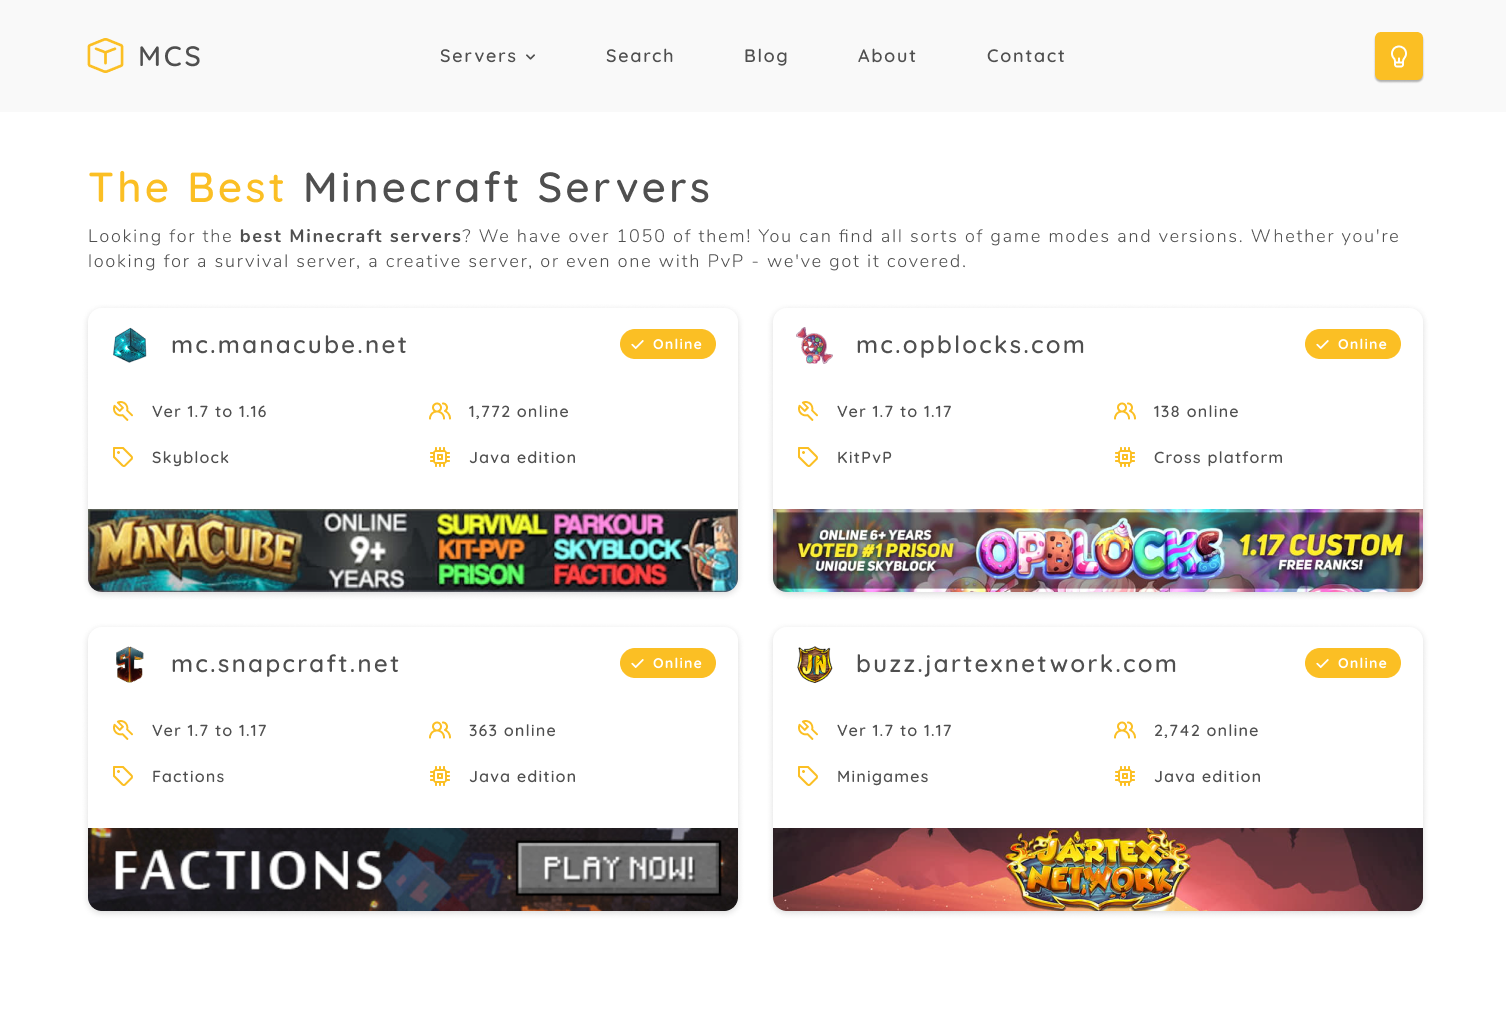 MCS
Servers
Search
Blog
About
Contact
The Best Minecraft Servers
Looking for the best Minecraft servers? We have over 1050 of them! You can find all sorts of game modes and versions. Whether you're
looking for a survival server, a creative server, or even one with PvP - we've got it covered.
mc.manacube.net
Online
Ver 1.7 to 1.16
1,772 online
Skyblock
Java edition
MANACUBE
ONLINE
9+
YEARS
SURVIVAL PARKOUR
KIT-PVP SKYBLOCK
PRISON FACTIONS
mc.opblocks.com
Online
Ver 1.7 to 1.17
138 online
KitPvP
Cross platform
ONLINE 6+ YEARS
VOTED #1 PRISON
UNIQUE SKYBLOCK
OPBLOCKS
1.17 CUSTOM
FREE RANKS!
mc.snapcraft.net
Online
Ver 1.7 to 1.17
363 online
Factions
Java edition
FACTIONS
PLAY NOW!
JN
buzz.jartexnetwork.com
Online
Ver 1.7 to 1.17
2,742 online
Minigames
Java edition
JARTEX
NETWORK